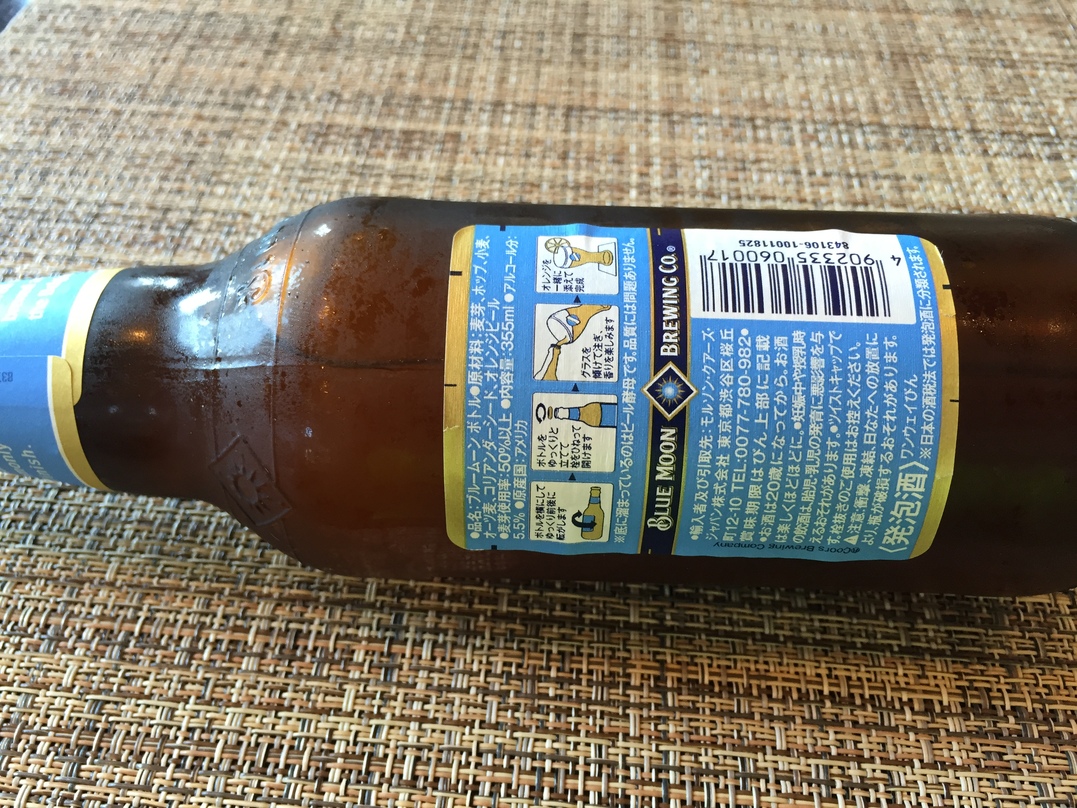 ●品名:ブルームーン ボトル●原材料:麦芽、ホップ、小麦、
オーツ麦、コリアンダーシード、オレンジピール
●麦芽使用率:50%以上●内容量:355ml●アルコール分:
5.5% ●原産国:アメリカ
ボトルを横にして
ゆっくり前後に
転がします
ボトルを
ゆっくりと
立てて
栓をひねって
開けます
グラスを
傾けて注ぎ、
香りを楽しみます
オレンジを
一緒に
添えて
完成
※底に溜まっているのはビール酵母です。品質には問題ありません。
BLUE MOON BREWING CO.®
●輸入者及び引取先:モルソン・クアーズ・
ジャパン株式会社 東京都渋谷区桜丘
町12-10 TEL:0077-780-982●
賞味期限はびん上部に記載
●お酒は20歳になってから。お酒
は楽しくほどほどに。●妊娠中や授乳時
の飲酒は、胎児・乳児の発育に悪影響を与
えるおそれがあります。●ツイストキャップで
す。栓抜きのご使用はお控えください。
▲注意:衝撃、凍結、日なたへの放置に
より、瓶が破損するおそれがあります。
〈発泡酒〉ワンウェイびん
※日本の酒税法では発泡酒に分類されます。
®Coors Brewing Company
843106-10011825
4 902335 060017